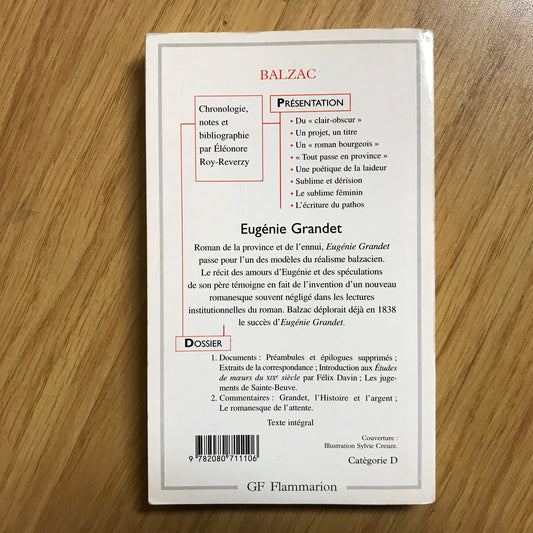 BALZAC
Chronologie,
notes et
bibliographie
par Éléonore
Roy-Reverzy
PRÉSENTATION
• Du « clair-obscur »
• Un projet, un titre
• Un « roman bourgeois »
• « Tout passe en province »
• Une poétique de la laideur
• Sublime et dérision
• Le sublime féminin
• L'écriture du pathos
Eugénie Grandet
Roman de la province et de l'ennui, Eugénie Grandet
passe pour l'un des modèles du réalisme balzacien.
Le récit des amours d'Eugénie et des spéculations
de son père témoigne en fait de l'invention d'un nouveau
romanesque souvent négligé dans les lectures
institutionnelles du roman. Balzac déplorait déjà en 1838
le succès d'Eugénie Grandet.
DOSSIER
1. Documents : Préambules et épilogues supprimés ;
Extraits de la correspondance ; Introduction aux Études
de mœurs du XIXe siècle par Félix Davin ; Les juge-
ments de Sainte-Beuve.
2. Commentaires : Grandet, l'Histoire et l'argent ;
Le romanesque de l'attente.
Texte intégral
Couverture :
Illustration Sylvie Creuze.
9 782080 711106
Catégorie D
GF Flammarion